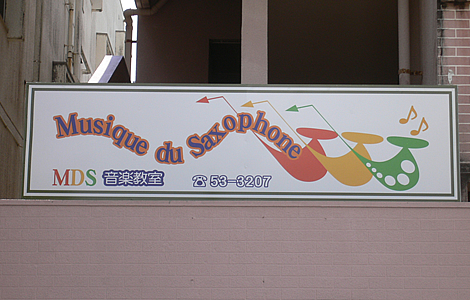 Musique du Saxophone
MDS 音楽教室 ☎53-3207